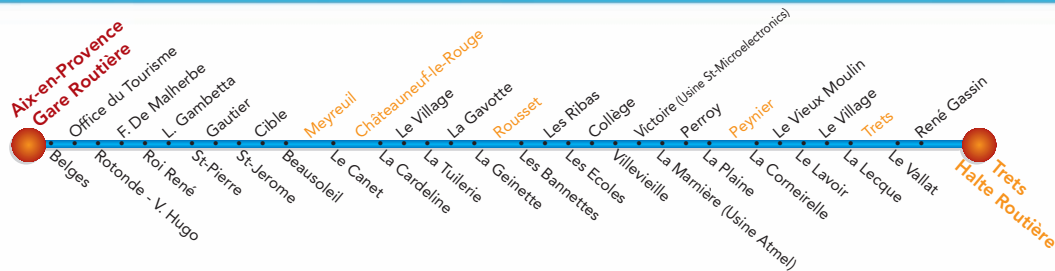 Aix-en-Provence
Gare Routière
Belges
Office du Tourisme
Rotonde - V. Hugo
F. De Malherbe
Roi René
L. Gambetta
St-Pierre
Gautier
St-Jerome
Cible
Beausoleil
Meyreuil
Le Canet
Châteauneuf-le-Rouge
La Cardeline
Le Village
La Tuilerie
La Gavotte
La Geinette
Rousset
Les Bannettes
Les Ribas
Les Ecoles
Collège
Villevieille
Victoire (Usine St-Microelectronics)
La Marnière (Usine Atmel)
Perroy
La Plaine
Peynier
La Corneirelle
Le Vieux Moulin
Le Lavoir
Le Village
La Lecque
Trets
Le Vallat
René Gassin
Trets
Halte Routière